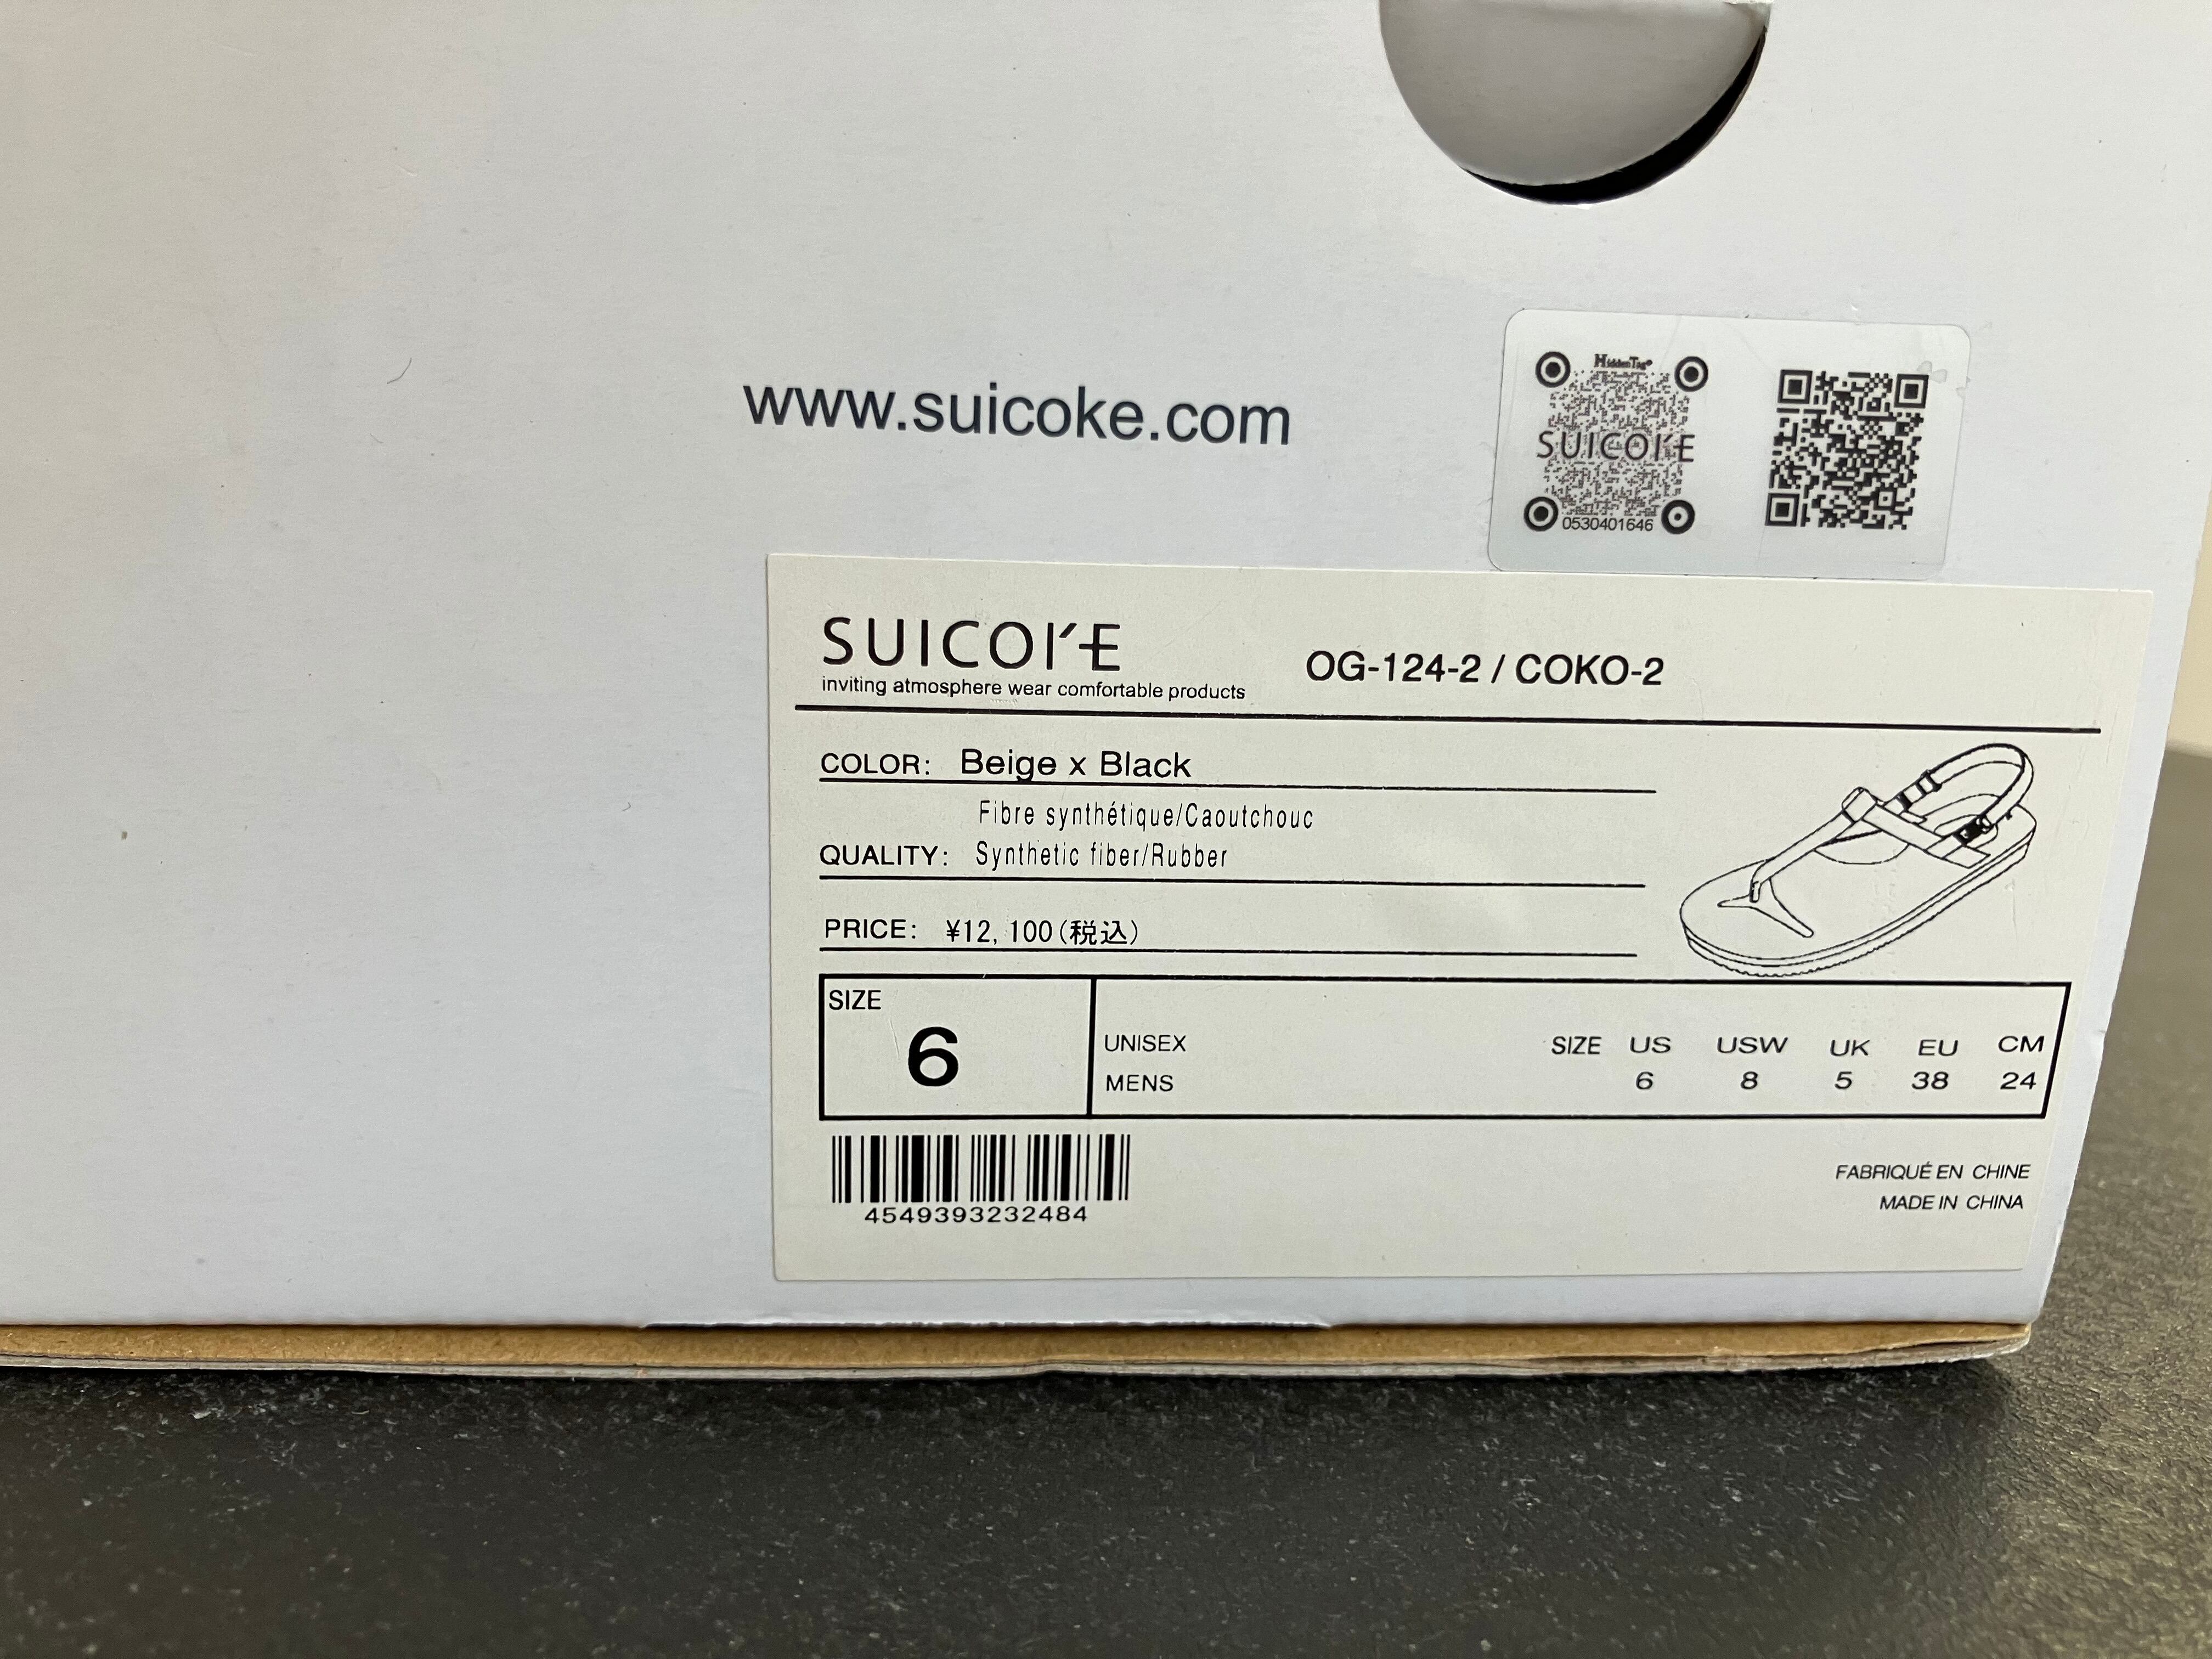 www.suicoke.com
HiddenTag®
SUICOKE
0530401646
SUICOKE
inviting atmosphere wear comfortable products
OG-124-2 / COKO-2
COLOR: Beige x Black
Fibre synthétique/Caoutchouc
QUALITY: Synthetic fiber/Rubber
PRICE: ¥12,100(税込)
SIZE
6
UNISEX SIZE US USW UK EU CM
MENS 6 8 5 38 24
4549393232484
FABRIQUÉ EN CHINE
MADE IN CHINA